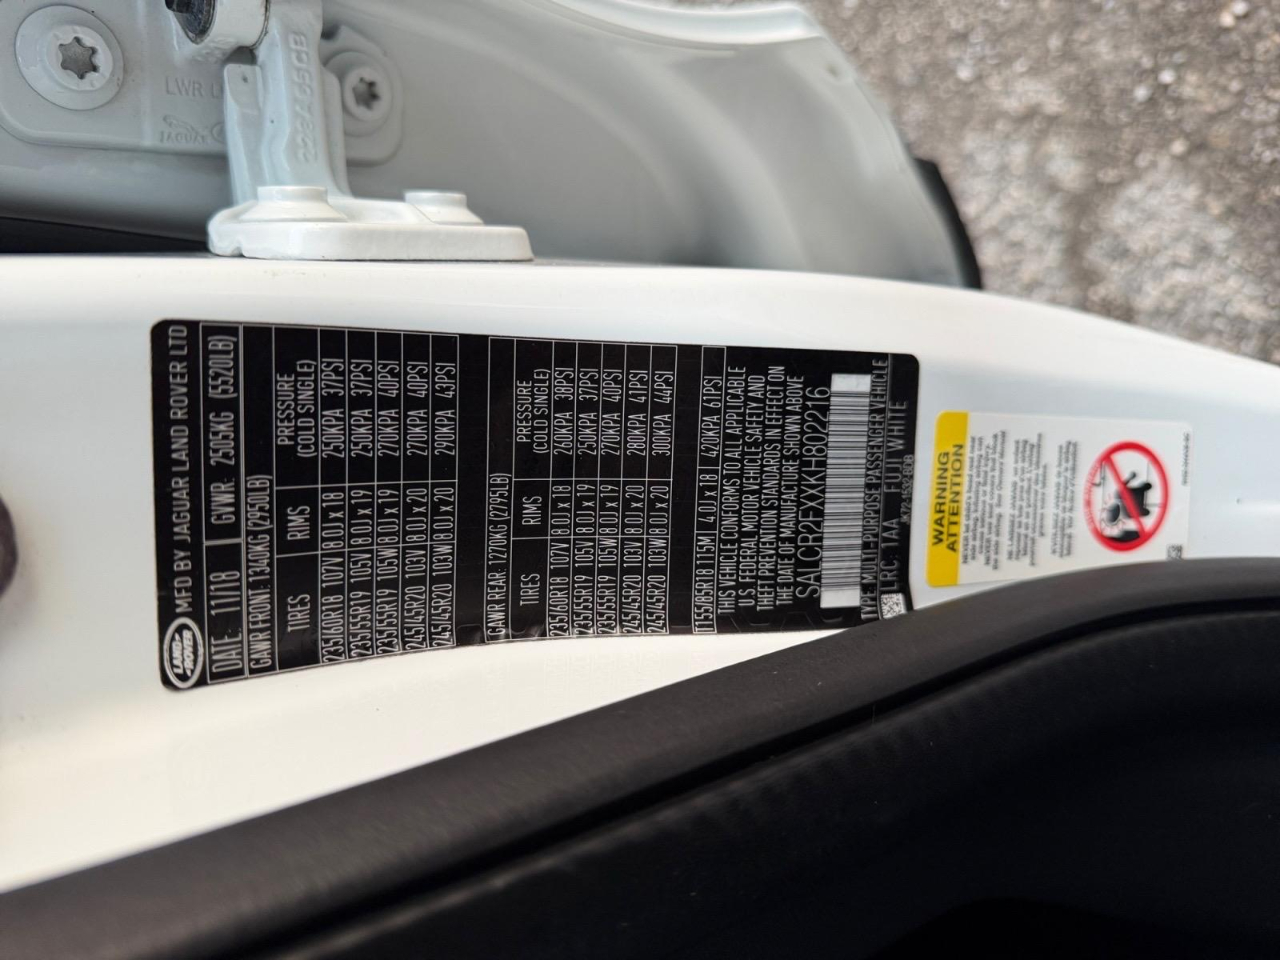 LWR L
JAGUAR
LAND ROVER
MFD BY JAGUAR LAND ROVER LTD
DATE: 11/18 GVWR: 2505KG (5520LB)
GAWR FRONT: 1340KG (2950LB)
TIRES RIMS PRESSURE (COLD SINGLE)
235/60R18 107V 8.0J x 18 250KPA 37PSI
235/55R19 105V 8.0J x 19 250KPA 37PSI
235/55R19 105W 8.0J x 19 270KPA 40PSI
245/45R20 103V 8.0J x 20 270KPA 40PSI
245/45R20 103W 8.0J x 20 290KPA 43PSI
GAWR REAR: 1270KG (2795LB)
TIRES RIMS PRESSURE (COLD SINGLE)
235/60R18 107V 8.0J x 18 260KPA 38PSI
235/55R19 105V 8.0J x 19 250KPA 37PSI
235/55R19 105W 8.0J x 19 270KPA 40PSI
245/45R20 103V 8.0J x 20 280KPA 41PSI
245/45R20 103W 8.0J x 20 300KPA 44PSI
T155/85R18 115M 4.0J x 18 420KPA 61PSI
THIS VEHICLE CONFORMS TO ALL APPLICABLE
U.S. FEDERAL MOTOR VEHICLE SAFETY AND
THEFT PREVENTION STANDARDS IN EFFECT ON
THE DATE OF MANUFACTURE SHOWN ABOVE
SALCR2FXXKH802216
TYPE MULTI-PURPOSE PASSENGER VEHICLE
TRC: 1AA FUJI WHITE
WARNING
ATTENTION